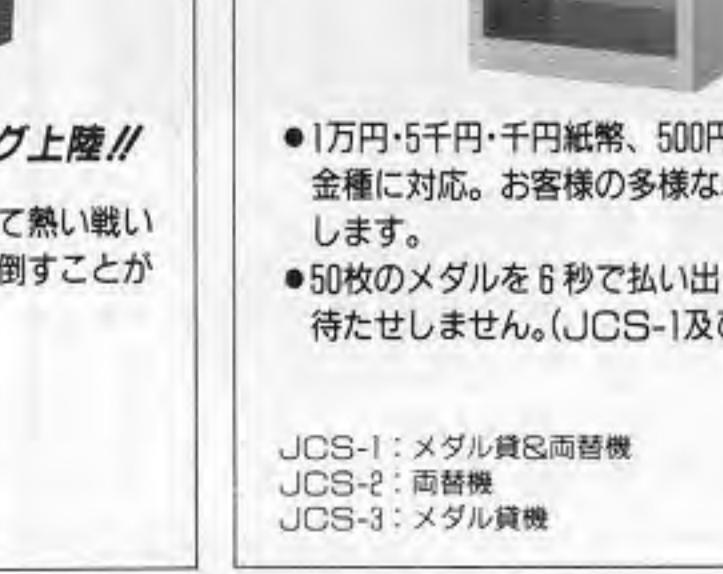 グ上陸!!
て熱い戦い
倒すことが
●1万円・5千円・千円紙幣、500円
金種に対応。お客様の多様な
します。
●50枚のメダルを6秒で払い出
待たせしません。(JCS-1及び
JCS-1:メダル貸&両替機
JCS-2:両替機
JCS-3:メダル貸機